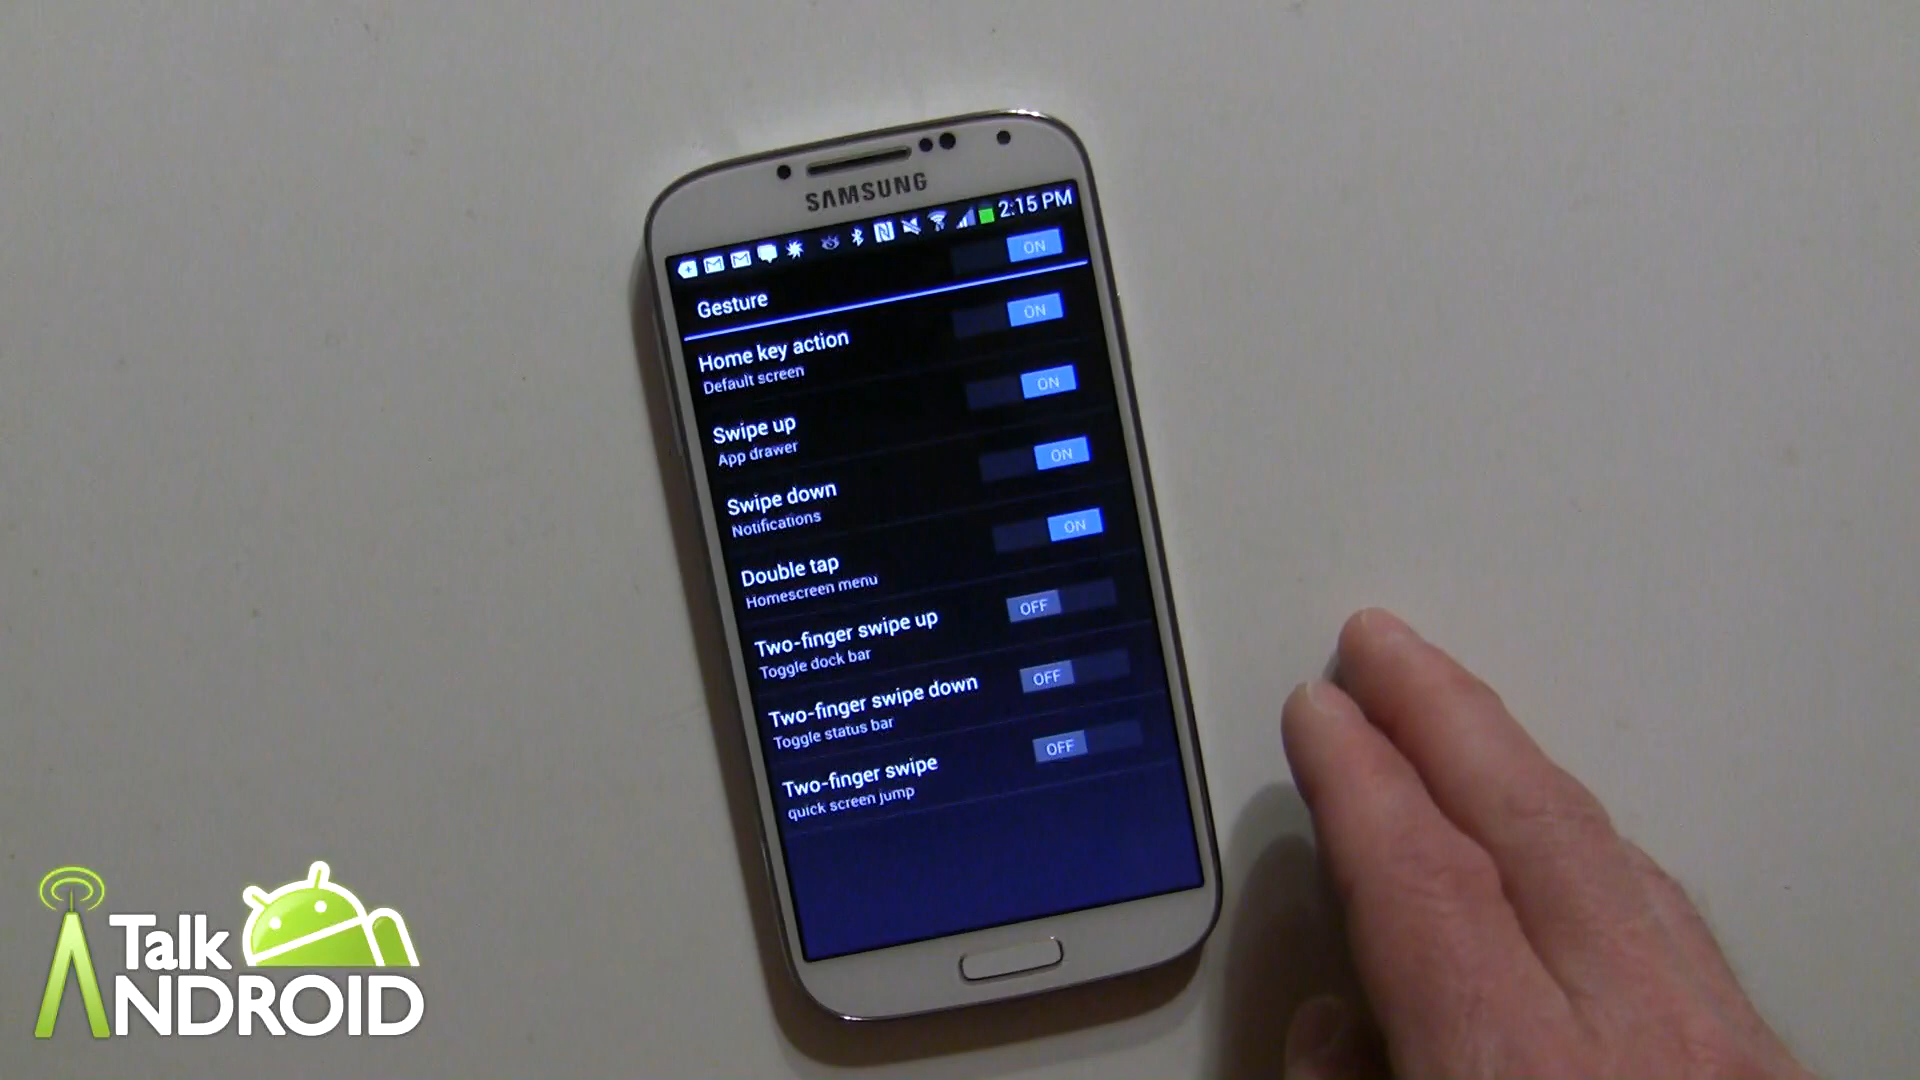 SAMSUNG
2:15 PM
ON
Gesture
ON
Home key action
Default screen
ON
Swipe up
App drawer
ON
Swipe down
Notifications
ON
Double tap
Homescreen menu
OFF
Two-finger swipe up
Toggle dock bar
OFF
Two-finger swipe down
Toggle status bar
OFF
Two-finger swipe
quick screen jump
Talk
ANDROID